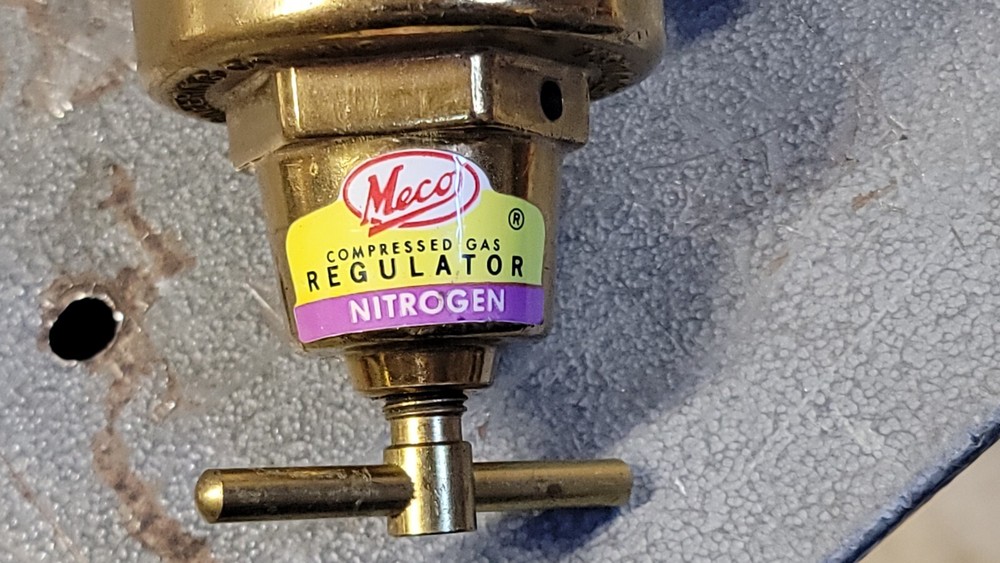 Meco
®
COMPRESSED GAS
REGULATOR
NITROGEN